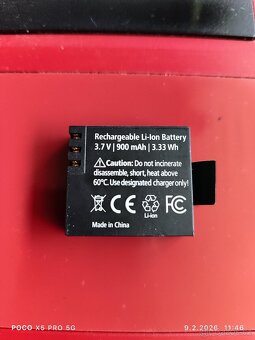 Rechargeable Li-Ion Battery
3.7 V | 900 mAh | 3.33 Wh
Caution: Do not incinerate
disassemble, short, heat above
60°C. Use designated charger only
CE FC
Li-ion
Made in China
POCO X5 PRO 5G
9.2.2026 11:46